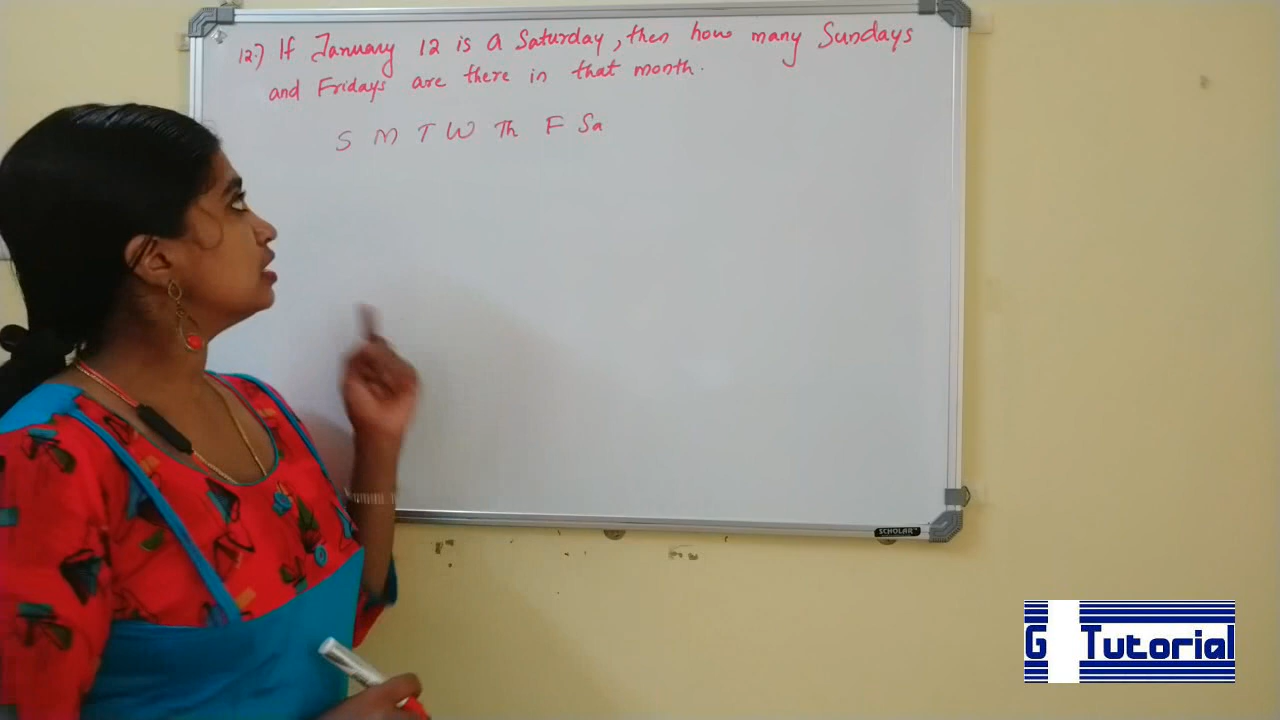 12.) If January 12 is a Saturday, then how many Sundays
and Fridays are there in that month.
S M T W Th F Sa
SCHOLAR
G Tutorial